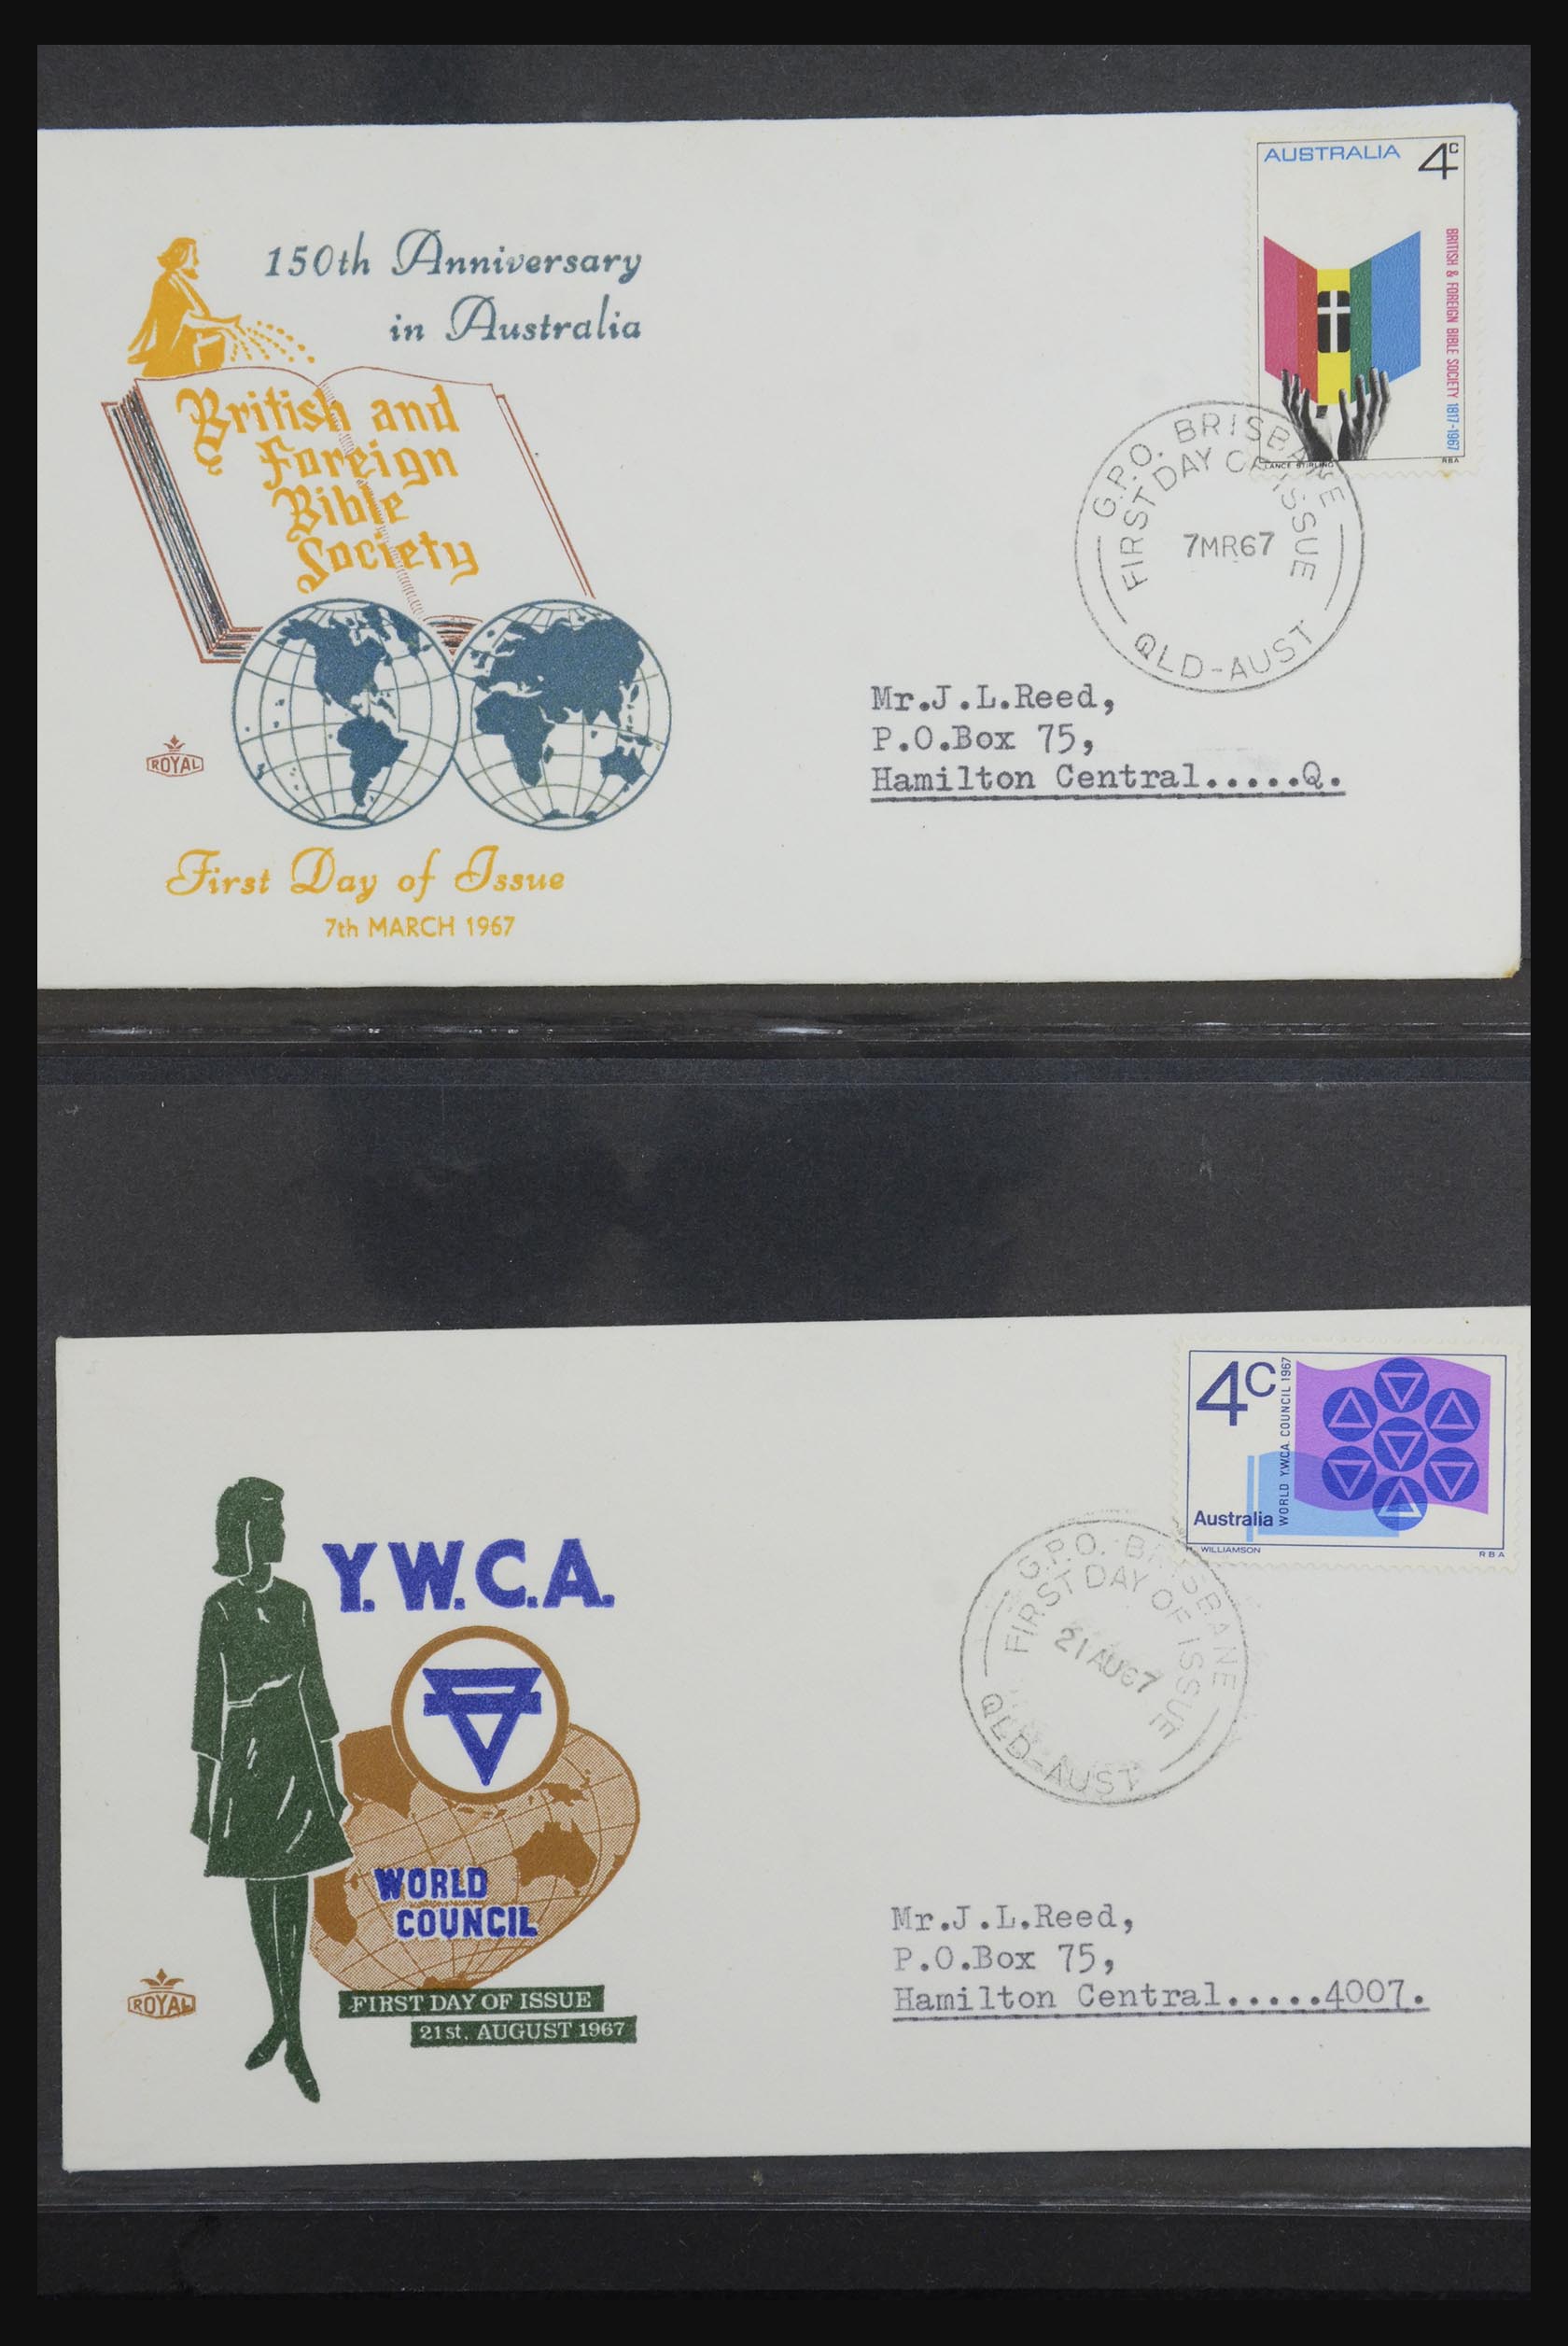 150th Anniversary
in Australia
British and
Foreign
Bible
Society
ROYAL
First Day of Issue
7th MARCH 1967
AUSTRALIA 4c
BRITISH & FOREIGN BIBLE SOCIETY 1817-1967
LANCE STIRLING RBA
G.P.O. BRISBANE
FIRST DAY OF ISSUE
7MR67
QLD-AUST
Mr.J.L.Reed,
P.O.Box 75,
Hamilton Central.....Q.
4c
WORLD Y.W.C.A. COUNCIL 1967
Australia
WILLIAMSON RBA
G.P.O. BRISBANE
FIRST DAY OF ISSUE
21AU67
QLD-AUST
Y.W.C.A.
WORLD
COUNCIL
ROYAL
FIRST DAY OF ISSUE
21st. AUGUST 1967
Mr.J.L.Reed,
P.O.Box 75,
Hamilton Central.....4007.